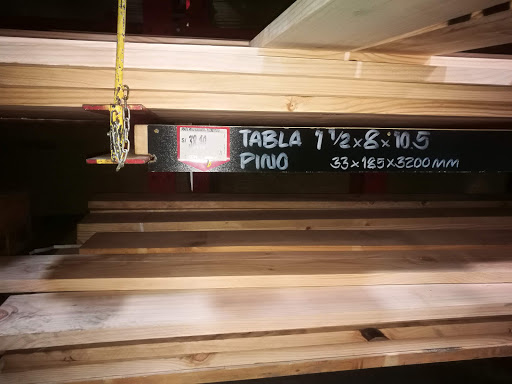 TABLA 1 1/2 x 8 x 10.5
PINO 33 x 185 x 3200 MM
S/